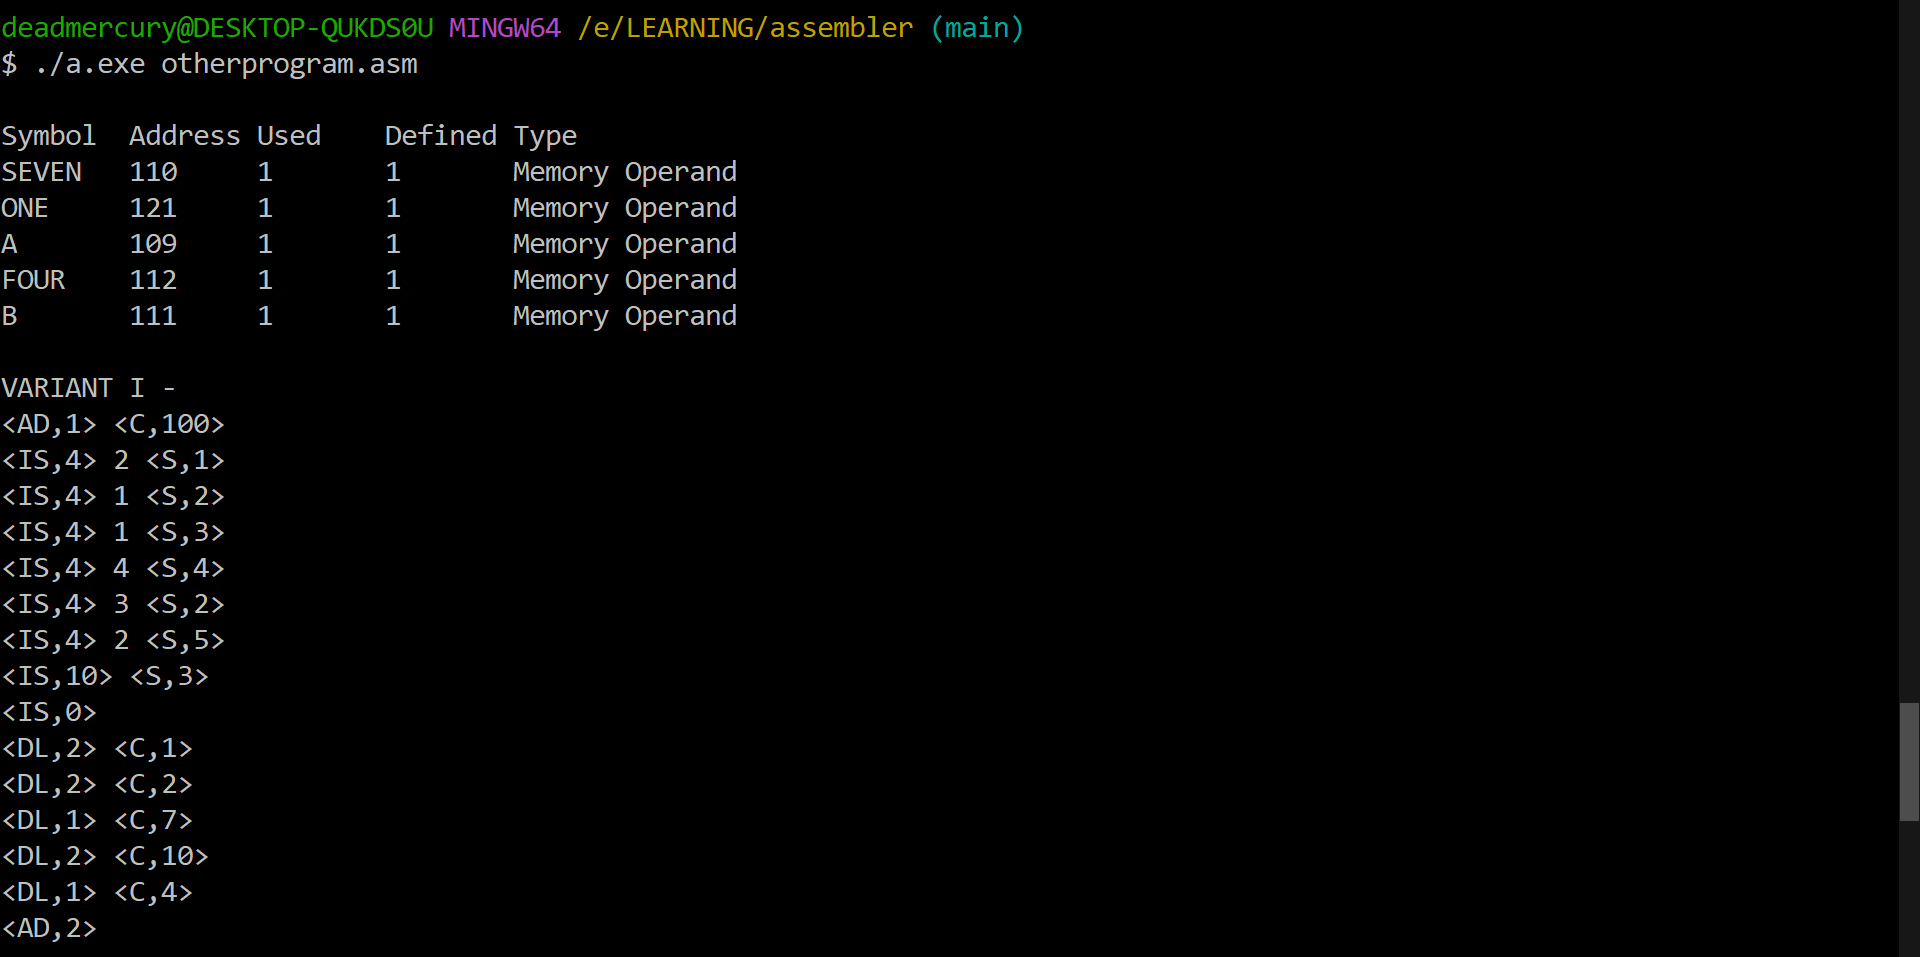 deadmercury@DESKTOP-QUKDS0U MINGW64 /e/LEARNING/assembler (main)
$ ./a.exe otherprogram.asm
Symbol  Address Used    Defined Type
SEVEN   110     1       1       Memory Operand
ONE     121     1       1       Memory Operand
A       109     1       1       Memory Operand
FOUR    112     1       1       Memory Operand
B       111     1       1       Memory Operand
VARIANT I -
<AD,1> <C,100>
<IS,4> 2 <S,1>
<IS,4> 1 <S,2>
<IS,4> 1 <S,3>
<IS,4> 4 <S,4>
<IS,4> 3 <S,2>
<IS,4> 2 <S,5>
<IS,10> <S,3>
<IS,0>
<DL,2> <C,1>
<DL,2> <C,2>
<DL,1> <C,7>
<DL,2> <C,10>
<DL,1> <C,4>
<AD,2>